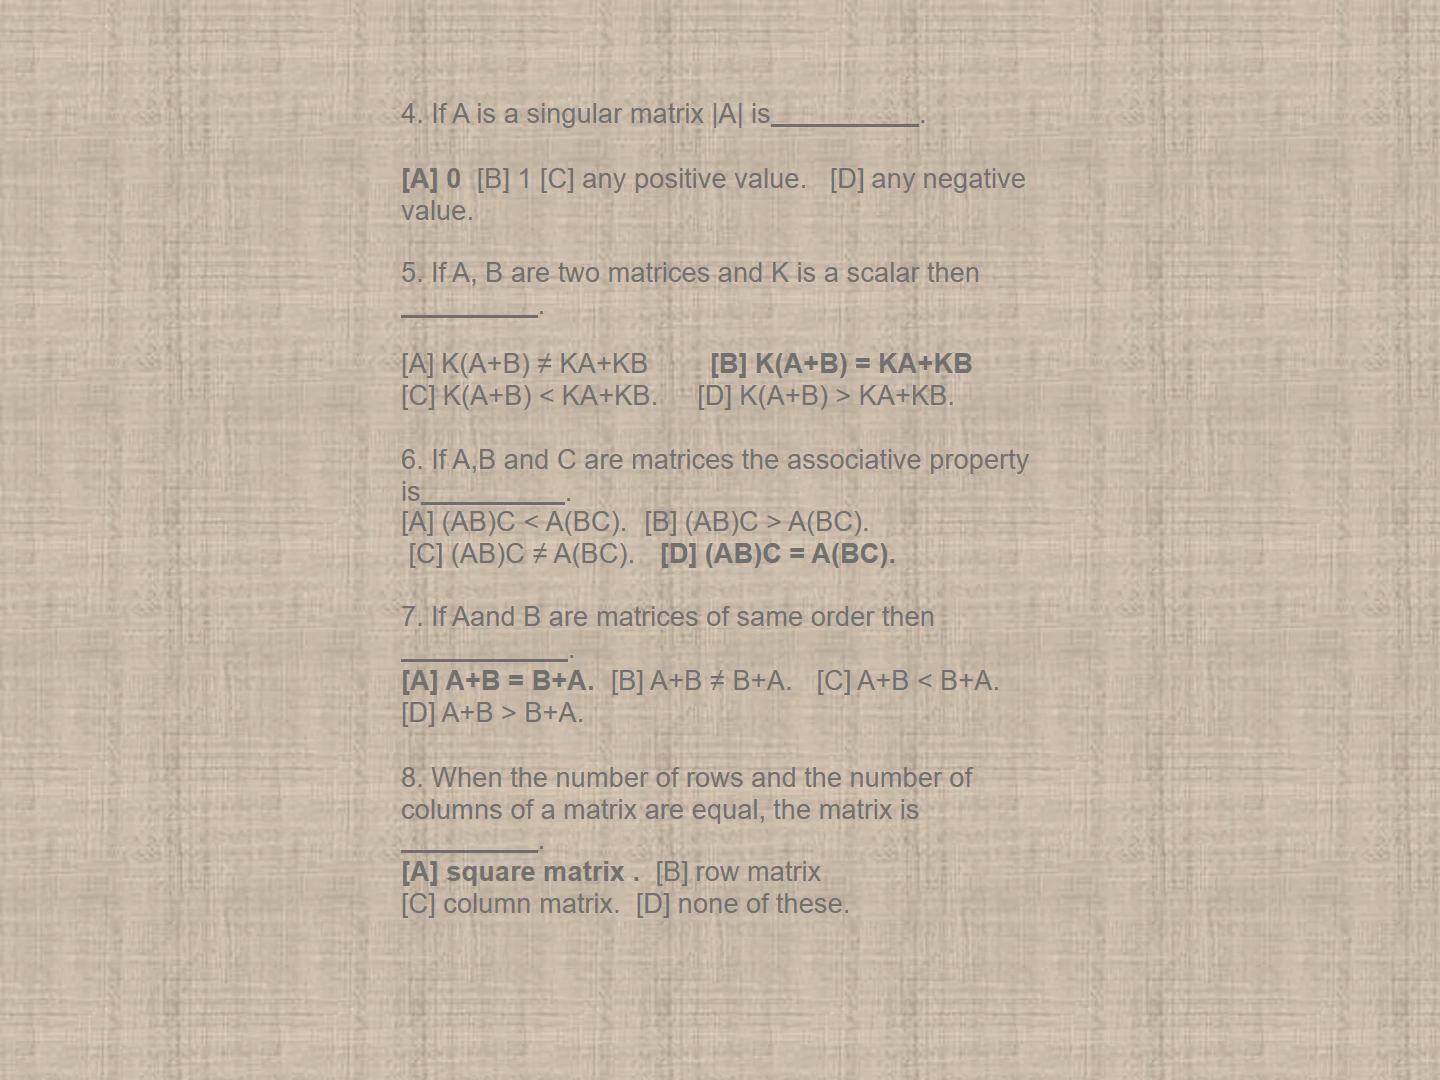 4. If A is a singular matrix |A| is__________.
[A] 0 [B] 1 [C] any positive value. [D] any negative
value.
5. If A, B are two matrices and K is a scalar then
_________.
[A] K(A+B) ≠ KA+KB [B] K(A+B) = KA+KB
[C] K(A+B) < KA+KB. [D] K(A+B) > KA+KB.
6. If A,B and C are matrices the associative property
is__________.
[A] (AB)C < A(BC). [B] (AB)C > A(BC).
[C] (AB)C ≠ A(BC). [D] (AB)C = A(BC).
7. If Aand B are matrices of same order then
___________.
[A] A+B = B+A. [B] A+B ≠ B+A. [C] A+B < B+A.
[D] A+B > B+A.
8. When the number of rows and the number of
columns of a matrix are equal, the matrix is
_________.
[A] square matrix . [B] row matrix
[C] column matrix. [D] none of these.